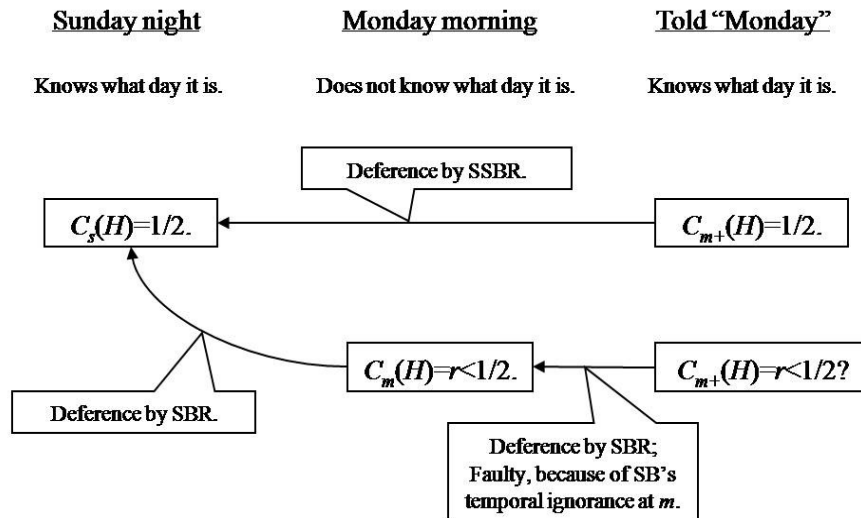 Sunday night
Monday morning
Told “Monday”
Knows what day it is.
Does not know what day it is.
Knows what day it is.
Deference by SSBR.
Cs(H)=1/2.
Cm+(H)=1/2.
Cm(H)=r<1/2.
Cm+(H)=r<1/2?
Deference by SBR.
Deference by SBR;
Faulty, because of SB’s
temporal ignorance at m.